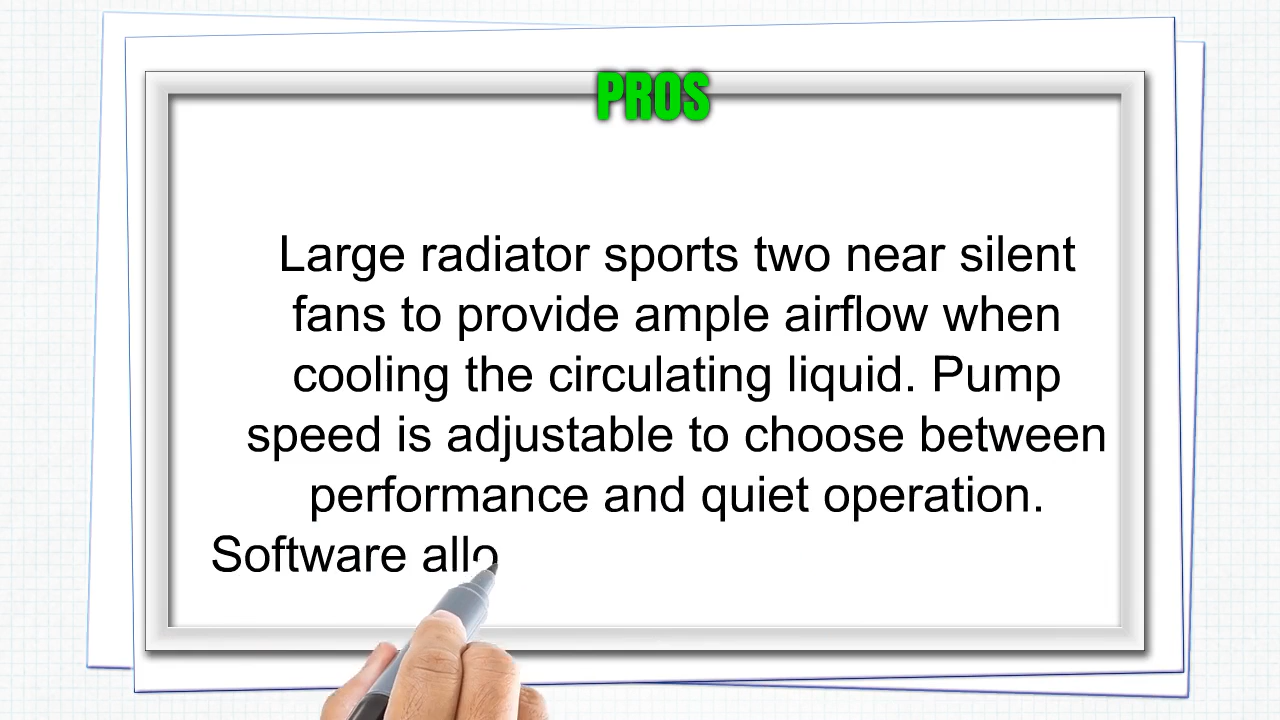 PROS
Large radiator sports two near silent
fans to provide ample airflow when
cooling the circulating liquid. Pump
speed is adjustable to choose between
performance and quiet operation.
Software allo